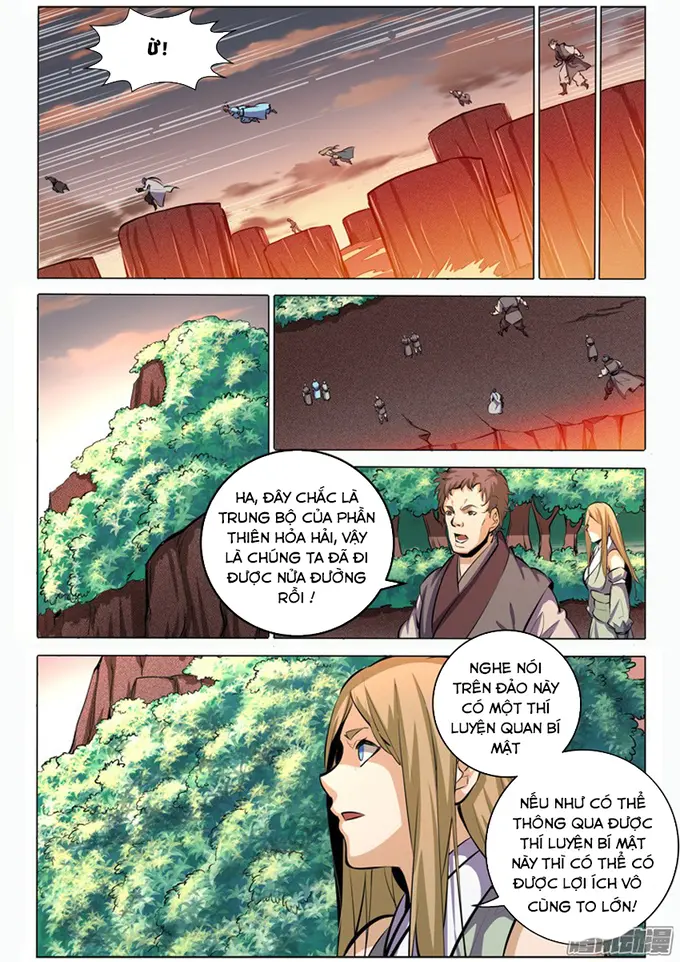 Ừ!
HA, ĐÂY CHẮC LÀ
TRUNG BỘ CỦA PHẦN
THIÊN HỎA HẢI, VẬY
LÀ CHÚNG TA ĐÃ ĐI
ĐƯỢC NỬA ĐƯỜNG
RỒI !
NGHE NÓI
TRÊN ĐẢO NÀY
CÓ MỘT THÍ
LUYỆN QUAN BÍ
MẬT
NẾU NHƯ CÓ THỂ
THÔNG QUA ĐƯỢC
THÍ LUYỆN BÍ MẬT
NÀY THÌ CÓ THỂ CÓ
ĐƯỢC LỢI ÍCH VÔ
CÙNG TO LỚN!